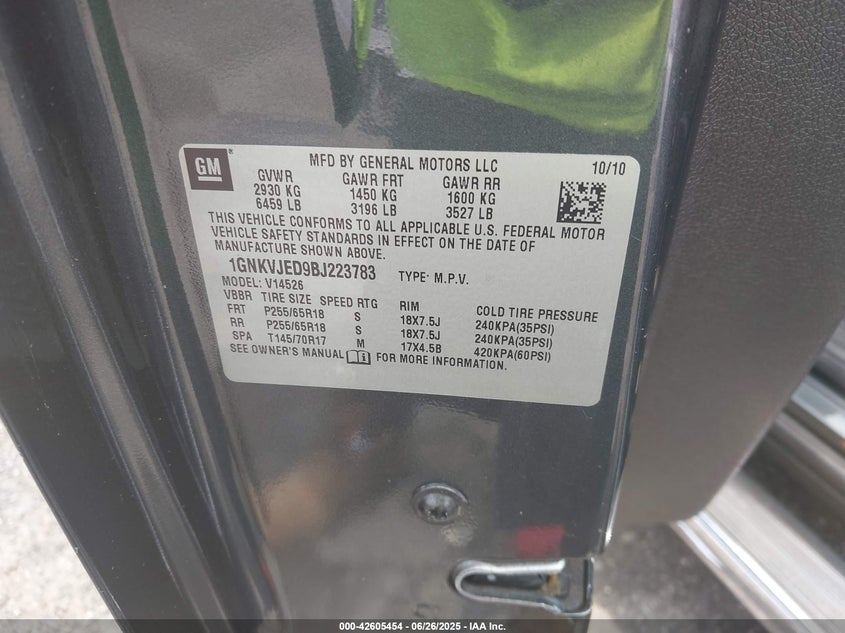 GM
MFD BY GENERAL MOTORS LLC 10/10
GVWR GAWR FRT GAWR RR
2930 KG 1450 KG 1600 KG
6459 LB 3196 LB 3527 LB
THIS VEHICLE CONFORMS TO ALL APPLICABLE U.S. FEDERAL MOTOR
VEHICLE SAFETY STANDARDS IN EFFECT ON THE DATE OF
MANUFACTURE SHOWN ABOVE.
1GNKVJED9BJ223783 TYPE: M.P.V.
MODEL: V14526
VBBR TIRE SIZE SPEED RTG RIM COLD TIRE PRESSURE
FRT P255/65R18 S 18X7.5J 240KPA(35PSI)
RR P255/65R18 S 18X7.5J 240KPA(35PSI)
SPA T145/70R17 M 17X4.5B 420KPA(60PSI)
SEE OWNER'S MANUAL FOR MORE INFORMATION.
000-42605454 - 06/26/2025 - IAA Inc.